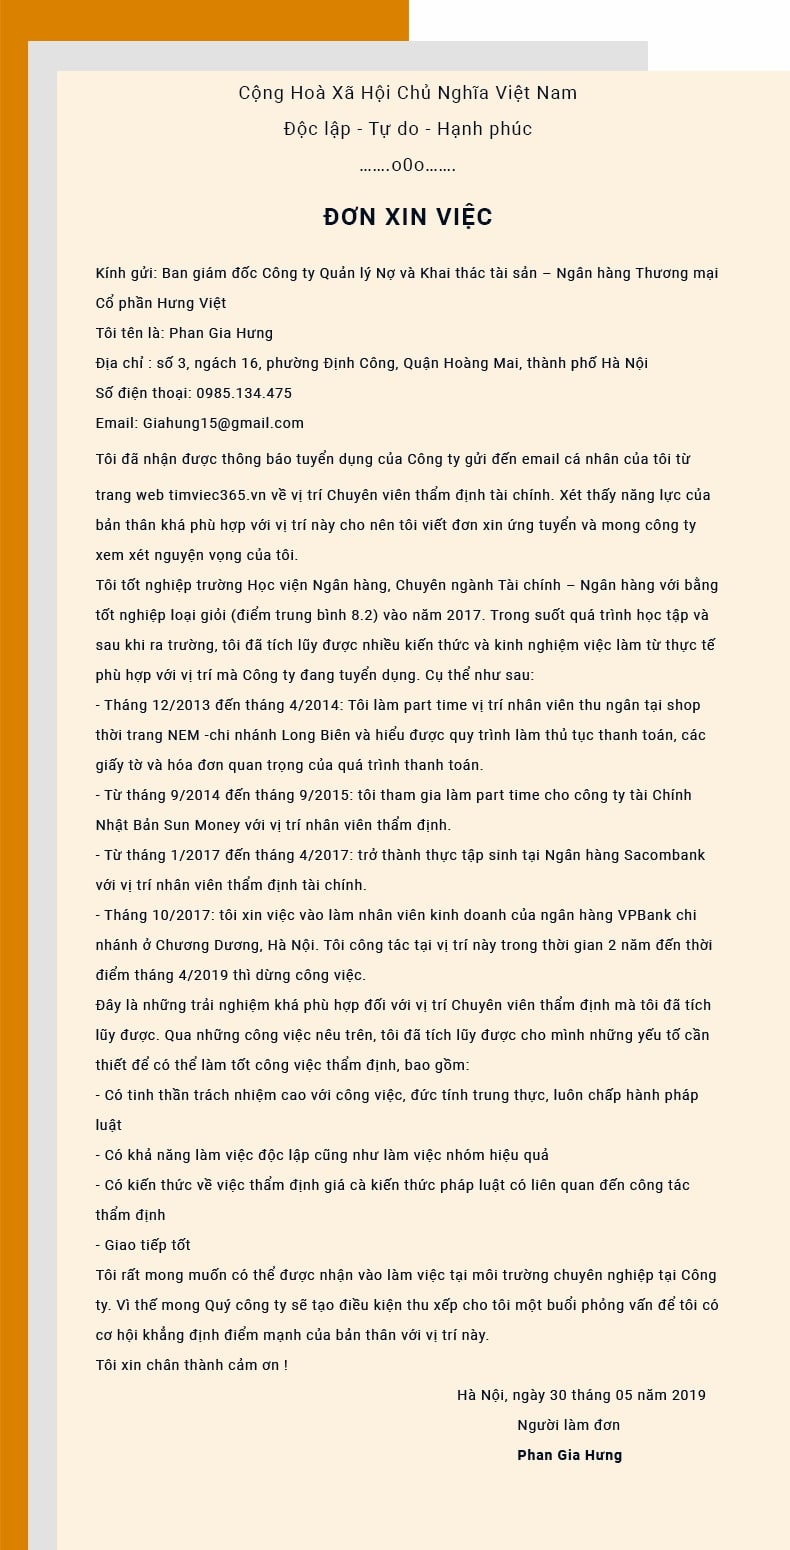 Cộng Hoà Xã Hội Chủ Nghĩa Việt Nam
Độc lập - Tự do - Hạnh phúc
…….o0o…….
ĐƠN XIN VIỆC
Kính gửi: Ban giám đốc Công ty Quản lý Nợ và Khai thác tài sản – Ngân hàng Thương mại
Cổ phần Hưng Việt
Tôi tên là: Phan Gia Hưng
Địa chỉ : số 3, ngách 16, phường Định Công, Quận Hoàng Mai, thành phố Hà Nội
Số điện thoại: 0985.134.475
Email: Giahung15@gmail.com
Tôi đã nhận được thông báo tuyển dụng của Công ty gửi đến email cá nhân của tôi từ
trang web timviec365.vn về vị trí Chuyên viên thẩm định tài chính. Xét thấy năng lực của
bản thân khá phù hợp với vị trí này cho nên tôi viết đơn xin ứng tuyển và mong công ty
xem xét nguyện vọng của tôi.
Tôi tốt nghiệp trường Học viện Ngân hàng, Chuyên ngành Tài chính – Ngân hàng với bằng
tốt nghiệp loại giỏi (điểm trung bình 8.2) vào năm 2017. Trong suốt quá trình học tập và
sau khi ra trường, tôi đã tích lũy được nhiều kiến thức và kinh nghiệm việc làm từ thực tế
phù hợp với vị trí mà Công ty đang tuyển dụng. Cụ thể như sau:
- Tháng 12/2013 đến tháng 4/2014: Tôi làm part time vị trí nhân viên thu ngân tại shop
thời trang NEM -chi nhánh Long Biên và hiểu được quy trình làm thủ tục thanh toán, các
giấy tờ và hóa đơn quan trọng của quá trình thanh toán.
- Từ tháng 9/2014 đến tháng 9/2015: tôi tham gia làm part time cho công ty tài Chính
Nhật Bản Sun Money với vị trí nhân viên thẩm định.
- Từ tháng 1/2017 đến tháng 4/2017: trở thành thực tập sinh tại Ngân hàng Sacombank
với vị trí nhân viên thẩm định tài chính.
- Tháng 10/2017: tôi xin việc vào làm nhân viên kinh doanh của ngân hàng VPBank chi
nhánh ở Chương Dương, Hà Nội. Tôi công tác tại vị trí này trong thời gian 2 năm đến thời
điểm tháng 4/2019 thì dừng công việc.
Đây là những trải nghiệm khá phù hợp đối với vị trí Chuyên viên thẩm định mà tôi đã tích
lũy được. Qua những công việc nêu trên, tôi đã tích lũy được cho mình những yếu tố cần
thiết để có thể làm tốt công việc thẩm định, bao gồm:
- Có tinh thần trách nhiệm cao với công việc, đức tính trung thực, luôn chấp hành pháp
luật
- Có khả năng làm việc độc lập cũng như làm việc nhóm hiệu quả
- Có kiến thức về việc thẩm định giá cà kiến thức pháp luật có liên quan đến công tác
thẩm định
- Giao tiếp tốt
Tôi rất mong muốn có thể được nhận vào làm việc tại môi trường chuyên nghiệp tại Công
ty. Vì thế mong Quý công ty sẽ tạo điều kiện thu xếp cho tôi một buổi phỏng vấn để tôi có
cơ hội khẳng định điểm mạnh của bản thân với vị trí này.
Tôi xin chân thành cảm ơn !
Hà Nội, ngày 30 tháng 05 năm 2019
Người làm đơn
Phan Gia Hưng